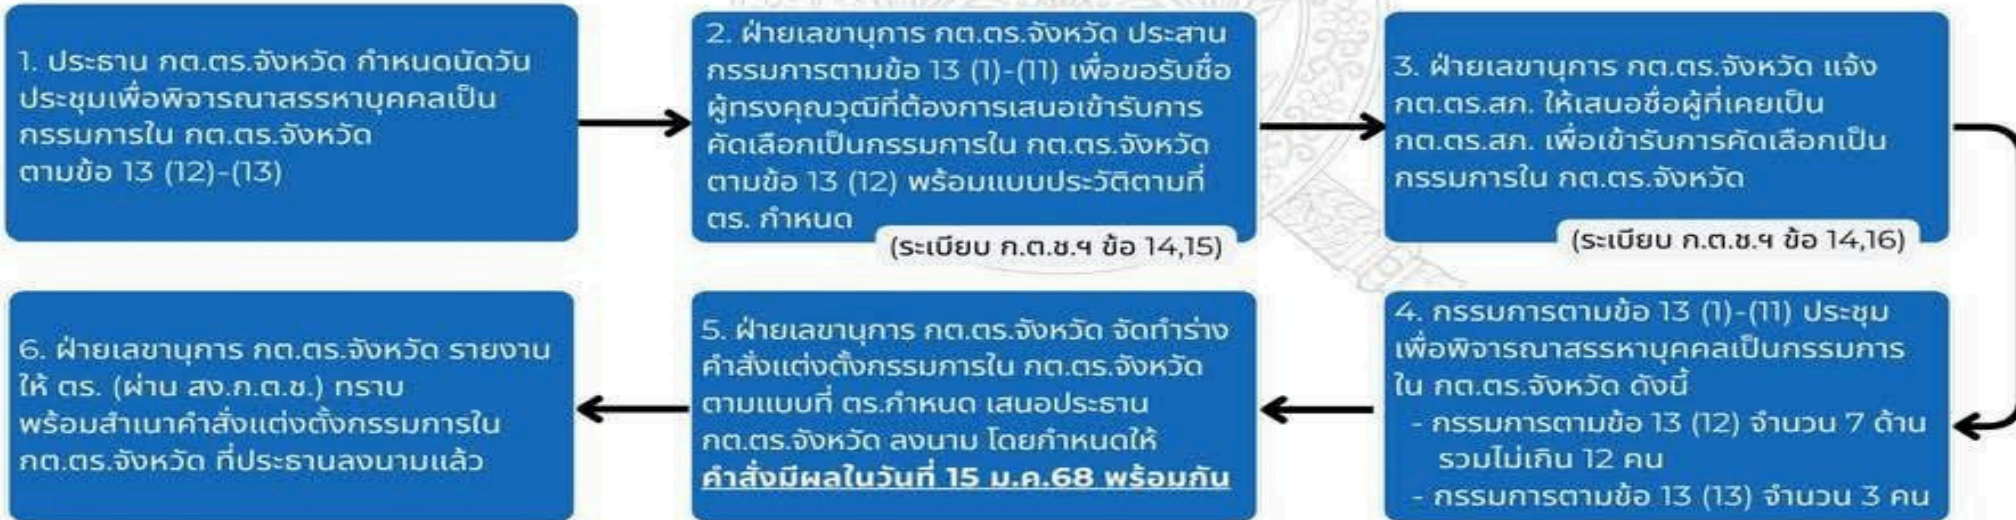 1. ประธาน กต.ตร.จังหวัด กำหนดนัดวัน
ประชุมเพื่อพิจารณาสรรหาบุคคลเป็น
กรรมการใน กต.ตร.จังหวัด
ตามข้อ 13 (12)-(13)
2. ฝ่ายเลขานุการ กต.ตร.จังหวัด ประสาน
กรรมการตามข้อ 13 (1)-(11) เพื่อขอรับชื่อ
ผู้ทรงคุณวุฒิที่ต้องการเสนอเข้ารับการ
คัดเลือกเป็นกรรมการใน กต.ตร.จังหวัด
ตามข้อ 13 (12) พร้อมแบบประวัติตามที่
ตร. กำหนด
(ระเบียบ ก.ต.ช.ฯ ข้อ 14,15)
3. ฝ่ายเลขานุการ กต.ตร.จังหวัด แจ้ง
กต.ตร.สภ. ให้เสนอชื่อผู้ที่เคยเป็น
กต.ตร.สภ. เพื่อเข้ารับการคัดเลือกเป็น
กรรมการใน กต.ตร.จังหวัด
(ระเบียบ ก.ต.ช.ฯ ข้อ 14,16)
4. กรรมการตามข้อ 13 (1)-(11) ประชุม
เพื่อพิจารณาสรรหาบุคคลเป็นกรรมการ
ใน กต.ตร.จังหวัด ดังนี้
- กรรมการตามข้อ 13 (12) จำนวน 7 ด้าน
รวมไม่เกิน 12 คน
- กรรมการตามข้อ 13 (13) จำนวน 3 คน
5. ฝ่ายเลขานุการ กต.ตร.จังหวัด จัดทำร่าง
คำสั่งแต่งตั้งกรรมการใน กต.ตร.จังหวัด
ตามแบบที่ ตร.กำหนด เสนอประธาน
กต.ตร.จังหวัด ลงนาม โดยกำหนดให้
คำสั่งมีผลในวันที่ 15 ม.ค.68 พร้อมกัน
6. ฝ่ายเลขานุการ กต.ตร.จังหวัด รายงาน
ให้ ตร. (ผ่าน สง.ก.ต.ช.) ทราบ
พร้อมสำเนาคำสั่งแต่งตั้งกรรมการใน
กต.ตร.จังหวัด ที่ประธานลงนามแล้ว